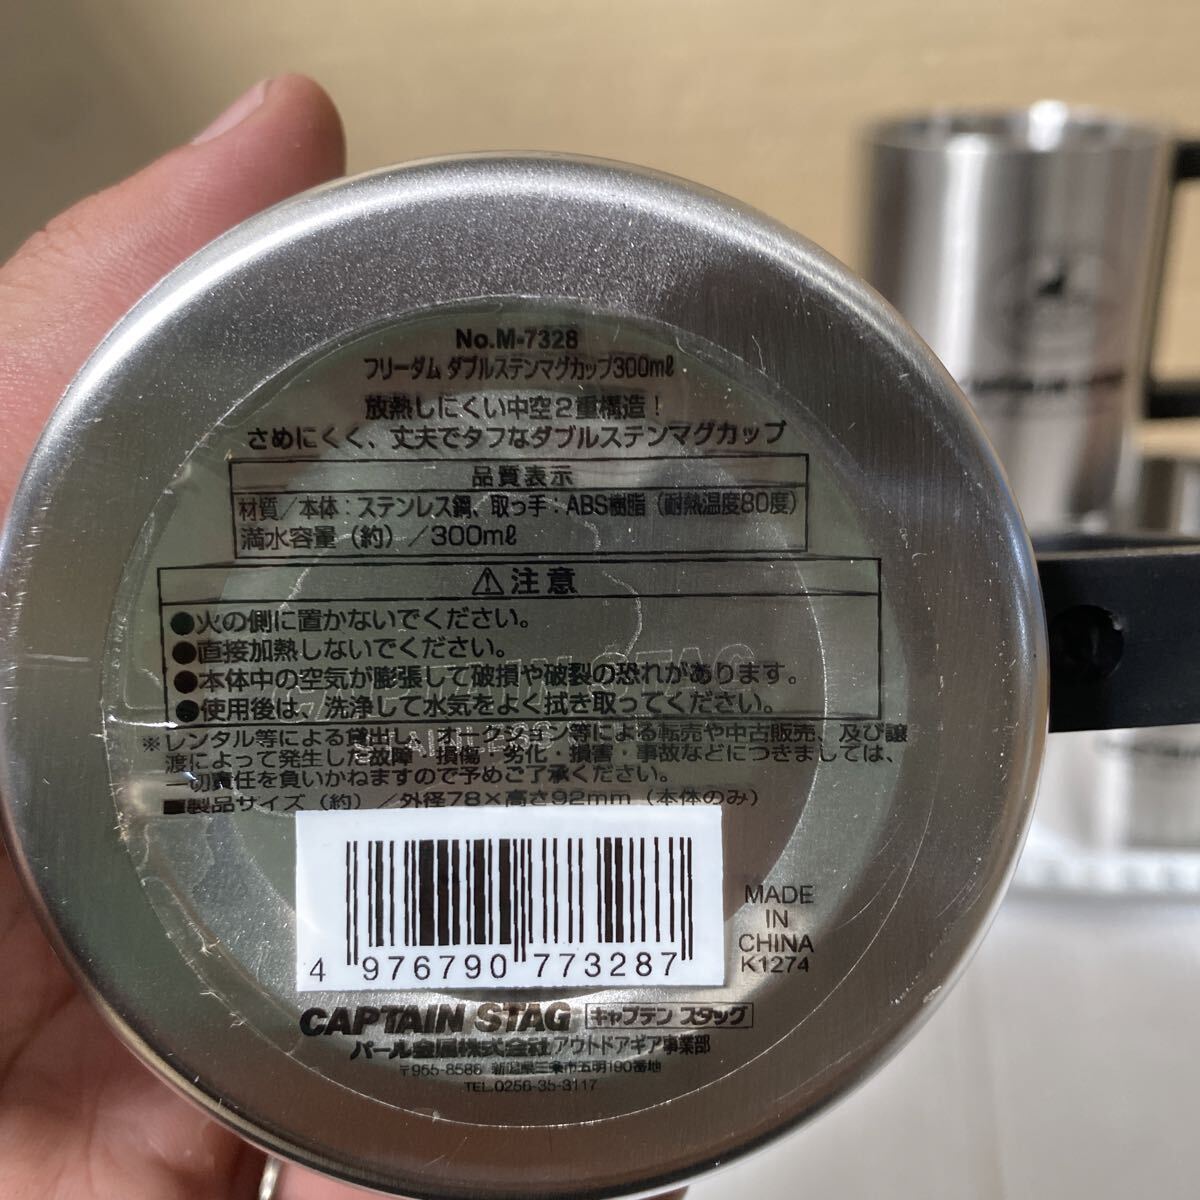 No.M-7328
フリーダム ダブルステンマグカップ300mℓ
放熱しにくい中空2重構造！
さめにくく、丈夫でタフなダブルステンマグカップ
品質表示
材質／本体：ステンレス鋼、取っ手：ABS樹脂（耐熱温度80度）
満水容量（約）／300mℓ
⚠注意
●火の側に置かないでください。
●直接加熱しないでください。
●本体中の空気が膨張して破損や破裂の恐れがあります。
●使用後は、洗浄して水気をよく拭き取ってください。
※レンタル等による貸出し、オークション等による転売や中古販売、及び譲
渡によって発生した故障・損傷・劣化・損害・事故などにつきましては、
一切責任を負いかねますので予めご了承ください。
■製品サイズ（約）／外径78×高さ92mm（本体のみ）
4 976790 773287
MADE
IN
CHINA
K1274
CAPTAIN STAG キャプテン スタッグ
パール金属株式会社アウトドアギア事業部
〒955-8586 新潟県三条市五明190番地
TEL.0256-35-3117